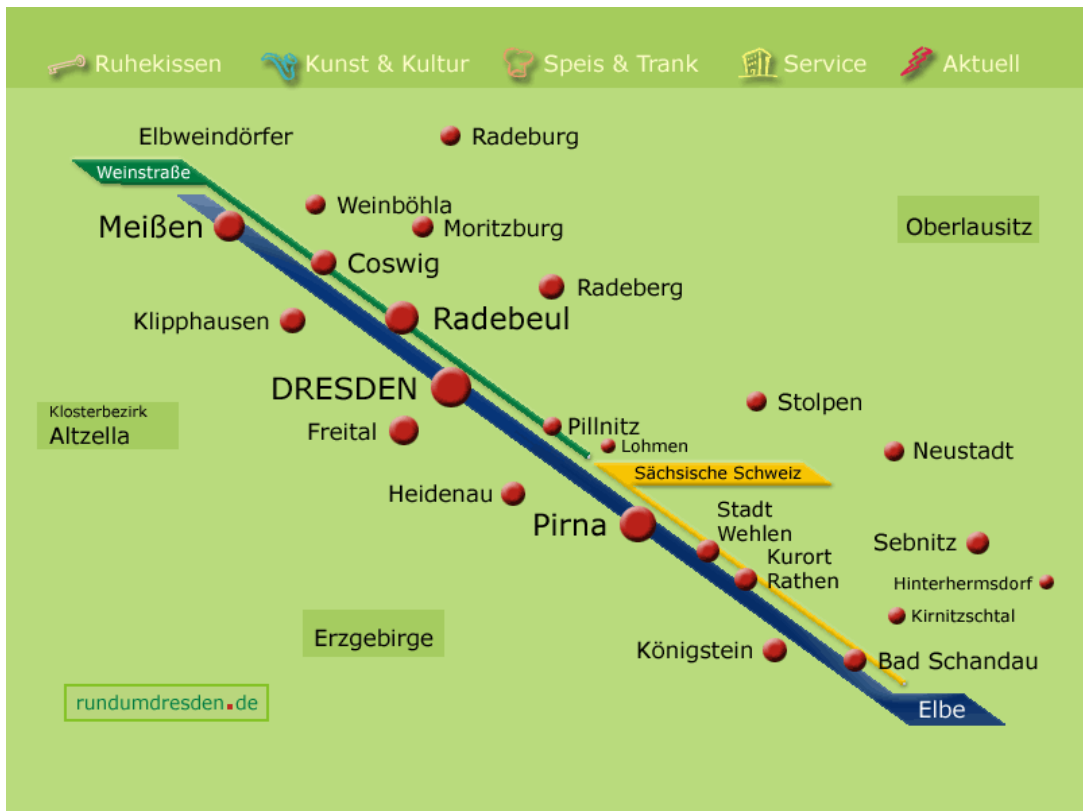 Ruhekissen
Kunst & Kultur
Speis & Trank
Service
Aktuell
Elbweindörfer
Radeburg
Weinstraße
Weinböhla
Meißen
Moritzburg
Oberlausitz
Coswig
Radeberg
Klipphausen
Radebeul
DRESDEN
Stolpen
Klosterbezirk
Altzella
Freital
Pillnitz
Lohmen
Neustadt
Sächsische Schweiz
Heidenau
Pirna
Stadt
Wehlen
Sebnitz
Kurort
Rathen
Hinterhermsdorf
Kirnitzschtal
Erzgebirge
Königstein
Bad Schandau
rundumdresden.de
Elbe